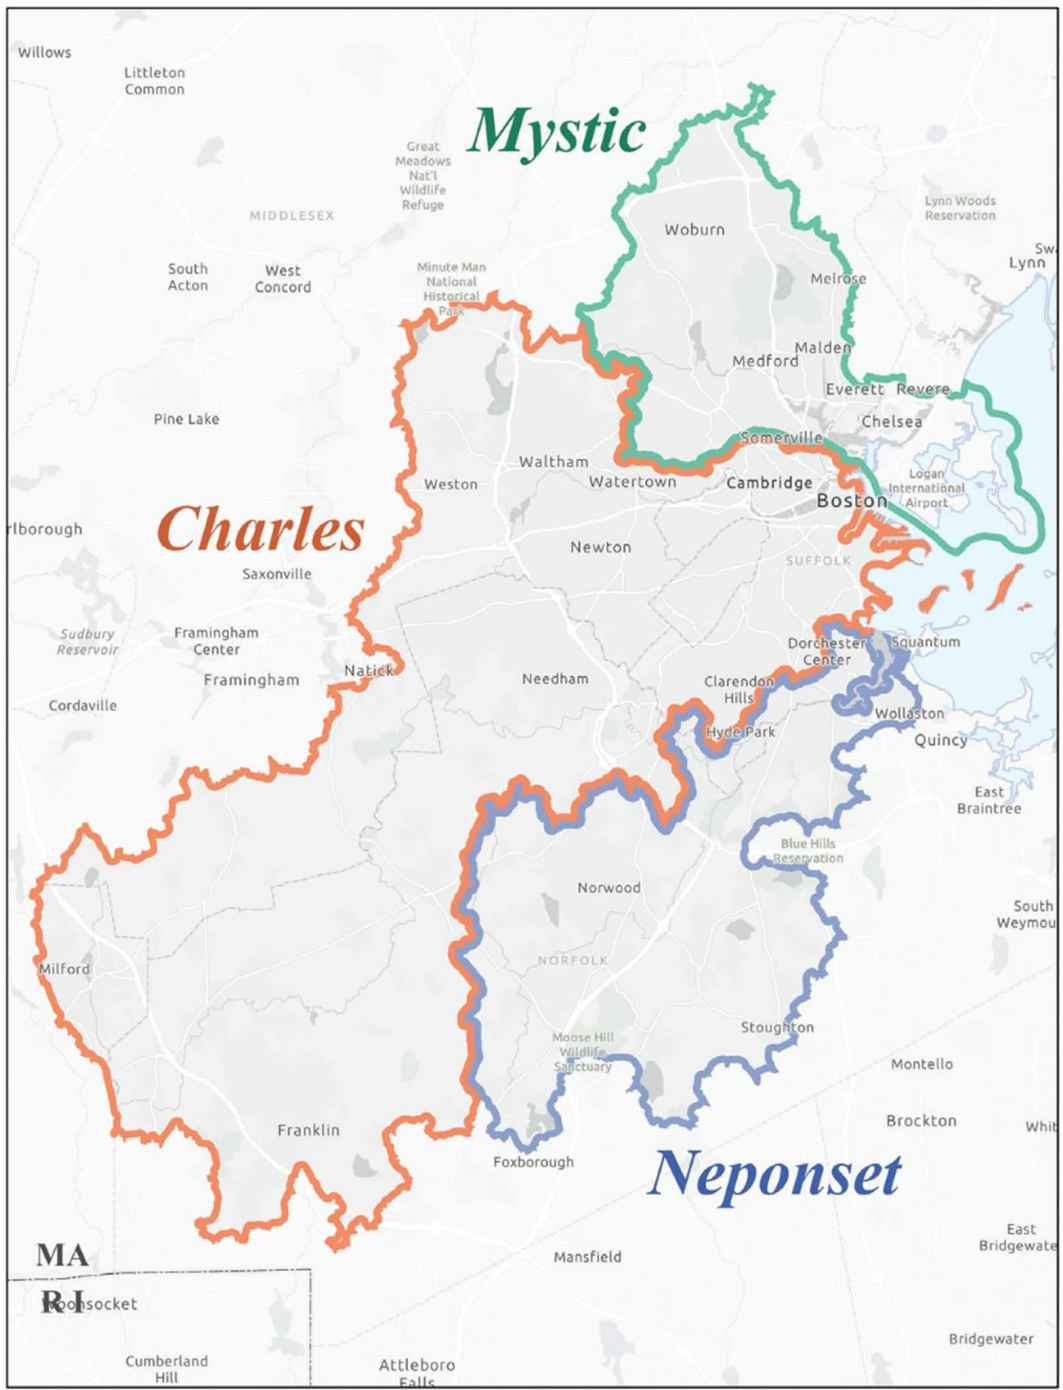 Willows
Littleton
Common
Mystic
Great
Meadows
Nat'l
Wildlife
Refuge
Lynn Woods
Reservation
MIDDLESEX
Woburn
Sw
Lynn
South
Acton
West
Concord
Minute Man
National
Historical
Park
Melrose
Malden
Medford
Everett
Revere
Pine Lake
Chelsea
Somerville
Waltham
Weston
Watertown
Cambridge
Logan
International
Airport
Boston
Charles
rlborough
Newton
SUFFOLK
Saxonville
Sudbury
Reservoir
Framingham
Center
Dorchester
Center
Squantum
Natick
Framingham
Needham
Clarendon
Hills
Cordaville
Wollaston
Hyde Park
Quincy
East
Braintree
Blue Hills
Reservation
Norwood
South
Weymou
NORFOLK
Milford
Stoughton
Moose Hill
Wildlife
Sanctuary
Montello
Franklin
Brockton
Whit
Foxborough
Neponset
East
Bridgewate
MA
Mansfield
RI
Woonsocket
Bridgewater
Cumberland
Hill
Attleboro
Falls